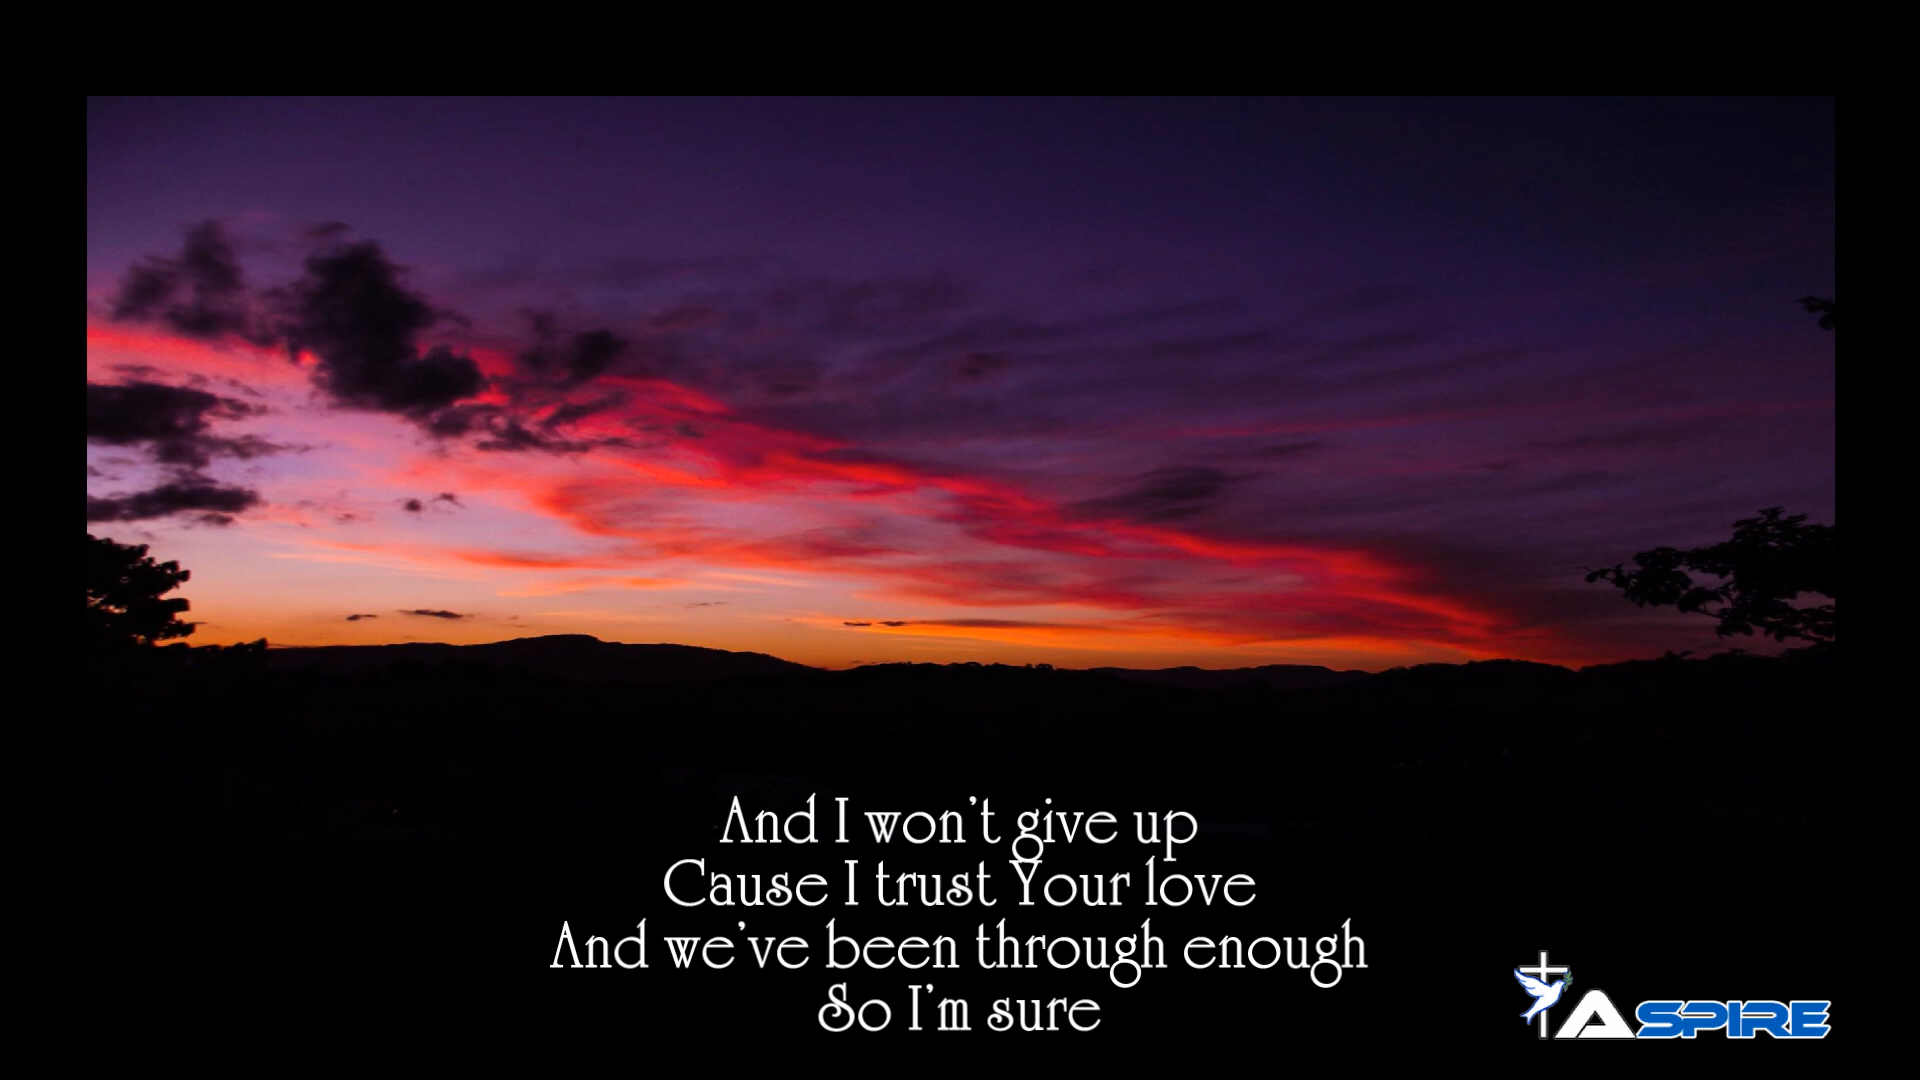 And I won't give up
Cause I trust Your love
And we've been through enough
So I'm sure
ASPIRE